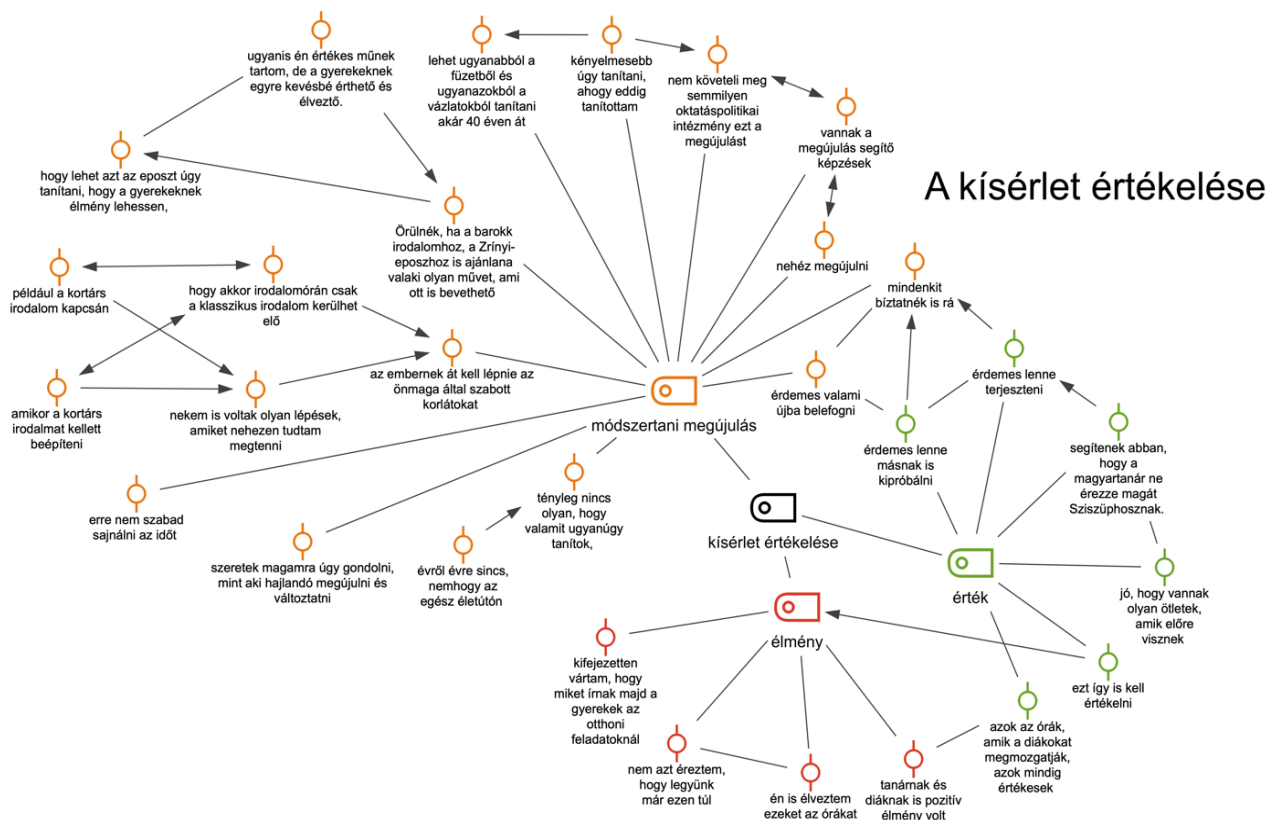 ugyanis én értékes műnek
tartom, de a gyerekeknek
egyre kevésbé érthető és
élveztő.
lehet ugyanabból a
füzetből és
ugyanazokból a
vázlatokból tanítani
akár 40 éven át
kényelmesebb
úgy tanítani,
ahogy eddig
tanítottam
nem követeli meg
semmilyen
oktatáspolitikai
intézmény ezt a
megújulást
vannak a
megújulás segítő
képzések
A kísérlet értékelése
hogy lehet azt az eposzt úgy
tanítani, hogy a gyerekeknek
élmény lehessen,
Örülnék, ha a barokk
irodalomhoz, a Zrínyi-
eposzhoz is ajánlana
valaki olyan művet, ami
ott is bevethető
nehéz megújulni
mindenkit
bíztatnék is rá
például a kortárs
irodalom kapcsán
hogy akkor irodalomórán csak
a klasszikus irodalom kerülhet
elő
az embernek át kell lépnie az
önmaga által szabott
korlátokat
érdemes lenne
terjeszteni
amikor a kortárs
irodalmat kellett
beépíteni
nekem is voltak olyan lépések,
amiket nehezen tudtam
megtenni
módszertani megújulás
érdemes valami
újba belefogni
érdemes lenne
másnak is
kipróbálni
segítenek abban,
hogy a
magyartanár ne
érezze magát
Sziszüphosznak.
erre nem szabad
sajnálni az időt
tényleg nincs
olyan, hogy
valamit ugyanúgy
tanítok,
kísérlet értékelése
szeretek magamra úgy gondolni,
mint aki hajlandó megújulni és
változtatni
évről évre sincs,
nemhogy az
egész életútón
érték
jó, hogy vannak
olyan ötletek,
amik előre
visznek
élmény
kifejezetten
vártam, hogy
miket írnak majd a
gyerekek az
otthoni
feladatoknál
ezt így is kell
értékelni
azok az órák,
amik a diákokat
megmozgatják,
azok mindig
értékesek
nem azt éreztem,
hogy legyünk
már ezen túl
én is élveztem
ezeket az órákat
tanárnak és
diáknak is pozitív
élmény volt